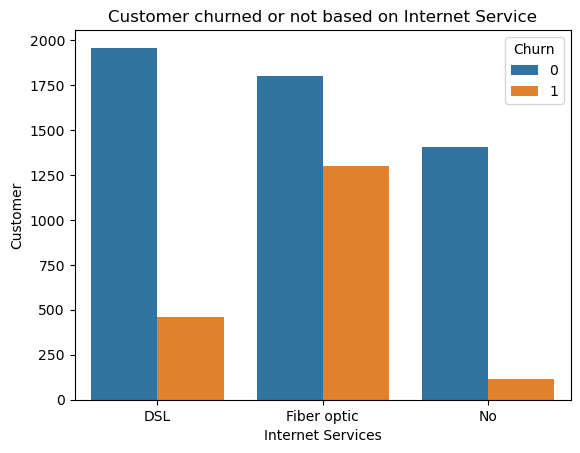 Customer churned or not based on Internet Service
Churn
0
1
2000
1750
1500
1250
1000
750
500
250
0
Customer
DSL
Fiber optic
No
Internet Services